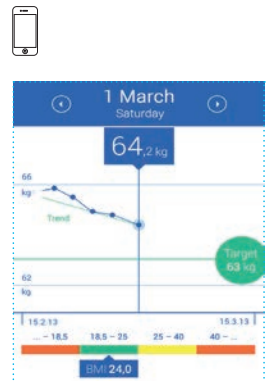 1 March
Saturday
64,2 kg
66
kg
Trend
Target
63 kg
62
kg
15.2.13
15.3.13
... – 18,5
18,5 – 25
25 – 40
40 – ...
BMI 24,0